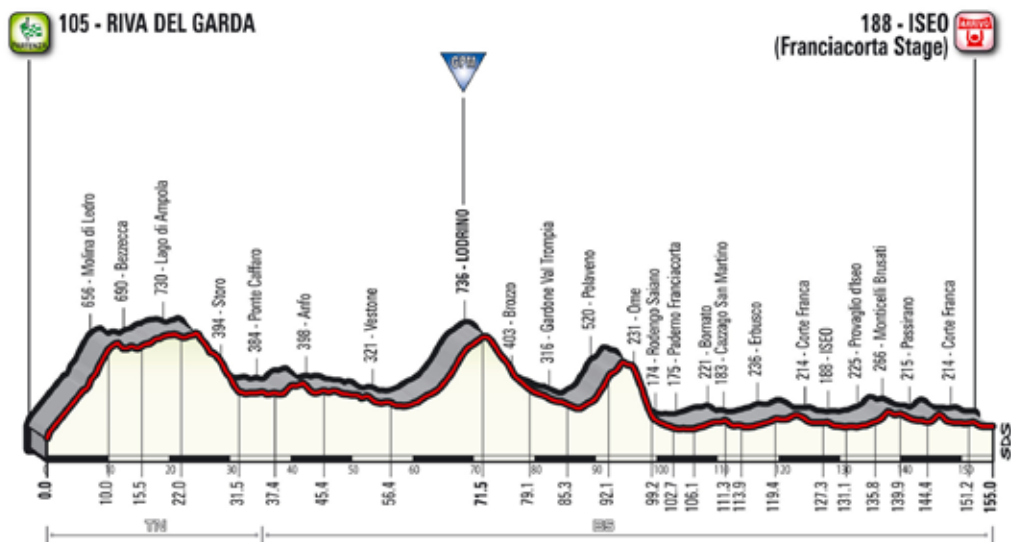 105 - RIVA DEL GARDA
PARTENZA
GPM
188 - ISEO
(Franciacorta Stage)
ARRIVO
656 - Molina di Ledro
690 - Bezzecca
730 - Lago di Ampola
394 - Storo
384 - Ponte Caffaro
398 - Anfo
321 - Vestone
736 - LODRINO
403 - Brozzo
316 - Gardone Val Trompia
520 - Polaveno
231 - Ome
174 - Rodengo Saiano
175 - Paderno Franciacorta
221 - Bornato
183 - Cazzago San Martino
236 - Erbusco
214 - Corte Franca
188 - ISEO
225 - Provaglio d'Iseo
266 - Monticelli Brusati
215 - Passirano
214 - Corte Franca
SDS
0 10 20 30 40 50 60 70 80 90 100 110 120 130 140 150
0.0 10.0 15.5 22.0 31.5 37.4 45.4 56.4 71.5 79.1 85.3 92.1 99.2 102.7 106.1 111.3 113.9 119.4 127.3 131.1 135.8 139.9 144.4 151.2 155.0
TN BS